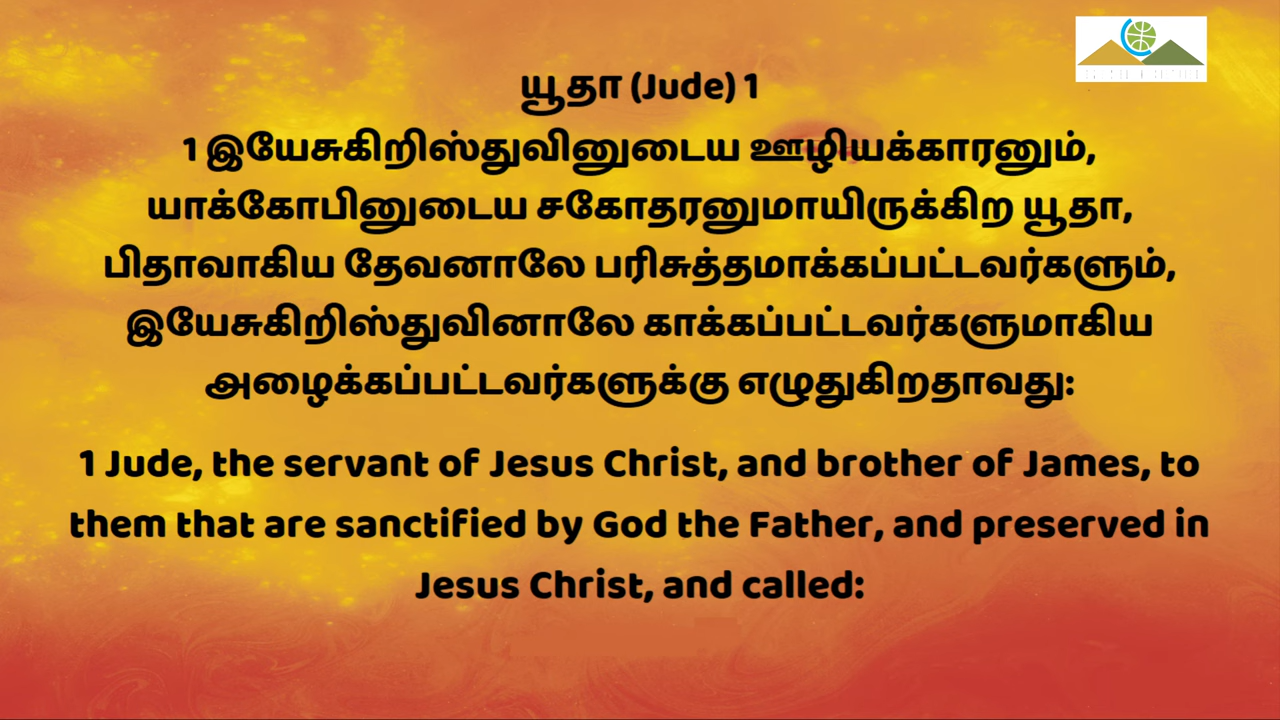 யூதா (Jude) 1
1 இயேசுகிறிஸ்துவினுடைய ஊழியக்காரனும்,
யாக்கோபினுடைய சகோதரனுமாயிருக்கிற யூதா,
பிதாவாகிய தேவனாலே பரிசுத்தமாக்கப்பட்டவர்களும்,
இயேசுகிறிஸ்துவினாலே காக்கப்பட்டவர்களுமாகிய
அழைக்கப்பட்டவர்களுக்கு எழுதுகிறதாவது:
1 Jude, the servant of Jesus Christ, and brother of James, to
them that are sanctified by God the Father, and preserved in
Jesus Christ, and called: